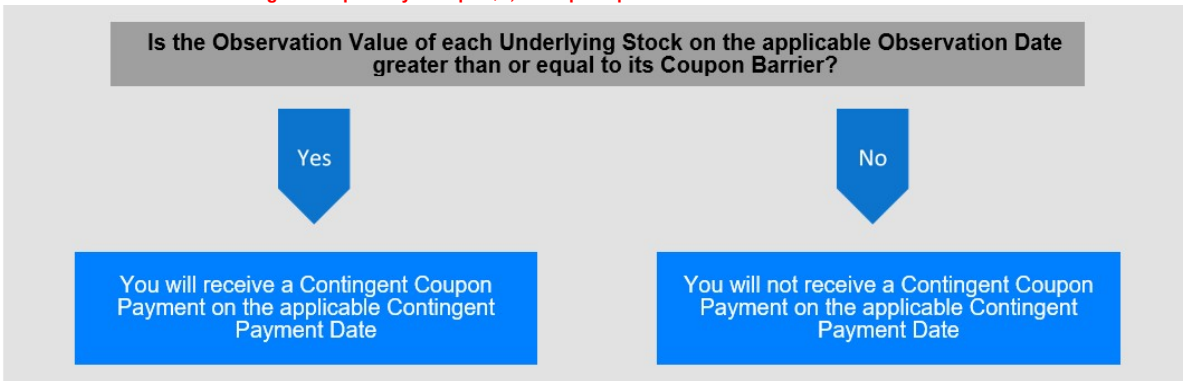 Is the Observation Value of each Underlying Stock on the applicable Observation Date
greater than or equal to its Coupon Barrier?
Yes
No
You will receive a Contingent Coupon
Payment on the applicable Contingent
Payment Date
You will not receive a Contingent Coupon
Payment on the applicable Contingent
Payment Date